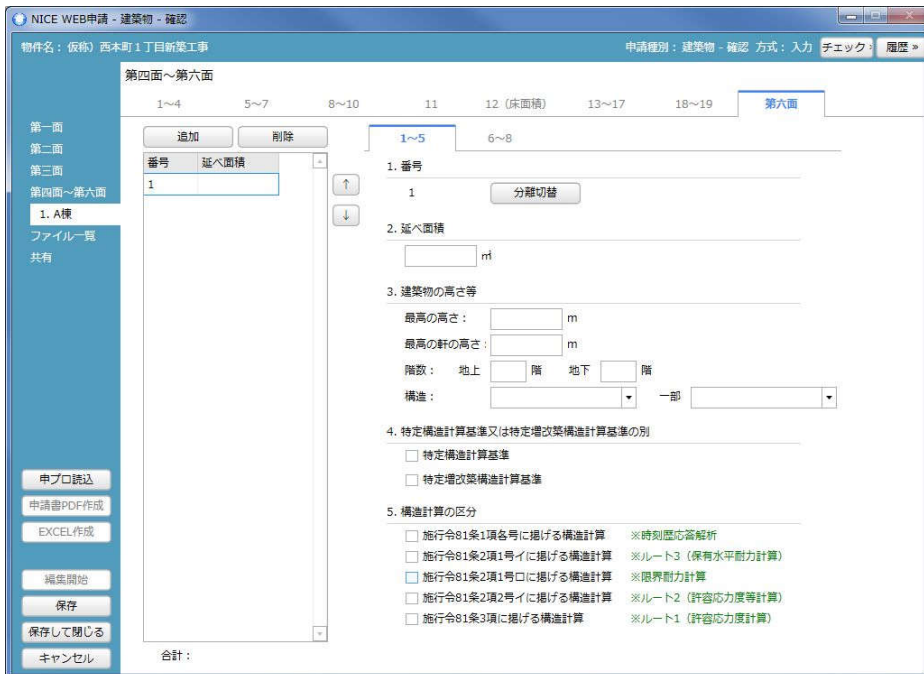 NICE WEB申請 - 建築物 - 確認
物件名：仮称）西本町１丁目新築工事
申請種別：建築物 - 確認 方式：入力
チェック»
履歴 »
第四面～第六面
1～4 5～7 8～10 11 12（床面積） 13～17 18～19 第六面
第一面
第二面
第三面
第四面～第六面
1. A棟
ファイル一覧
共有
申プロ読込
申請書PDF作成
EXCEL作成
編集開始
保存
保存して閉じる
キャンセル
追加 削除
番号 延べ面積
1
↑
↓
合計：
1～5 6～8
1. 番号
1 分離切替
2. 延べ面積
㎡
3. 建築物の高さ等
最高の高さ： m
最高の軒の高さ： m
階数： 地上 階 地下 階
構造： 一部
4. 特定構造計算基準又は特定増改築構造計算基準の別
特定構造計算基準
特定増改築構造計算基準
5. 構造計算の区分
施行令81条1項各号に掲げる構造計算 ※時刻歴応答解析
施行令81条2項1号イに掲げる構造計算 ※ルート3（保有水平耐力計算）
施行令81条2項1号ロに掲げる構造計算 ※限界耐力計算
施行令81条2項2号イに掲げる構造計算 ※ルート2（許容応力度等計算）
施行令81条3項に掲げる構造計算 ※ルート1（許容応力度計算）